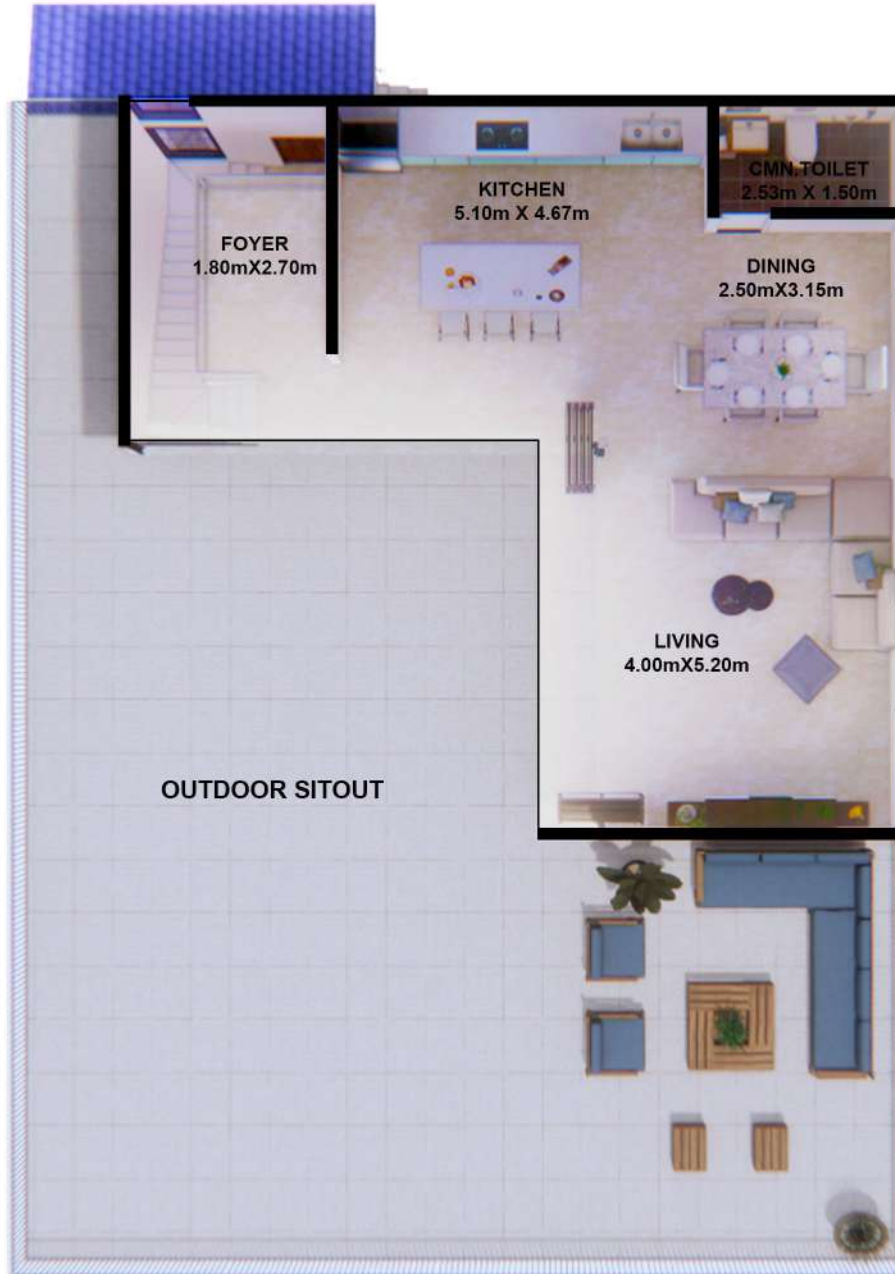 KITCHEN
5.10m X 4.67m
CMN.TOILET
2.53m X 1.50m
FOYER
1.80mX2.70m
DINING
2.50mX3.15m
LIVING
4.00mX5.20m
OUTDOOR SITOUT